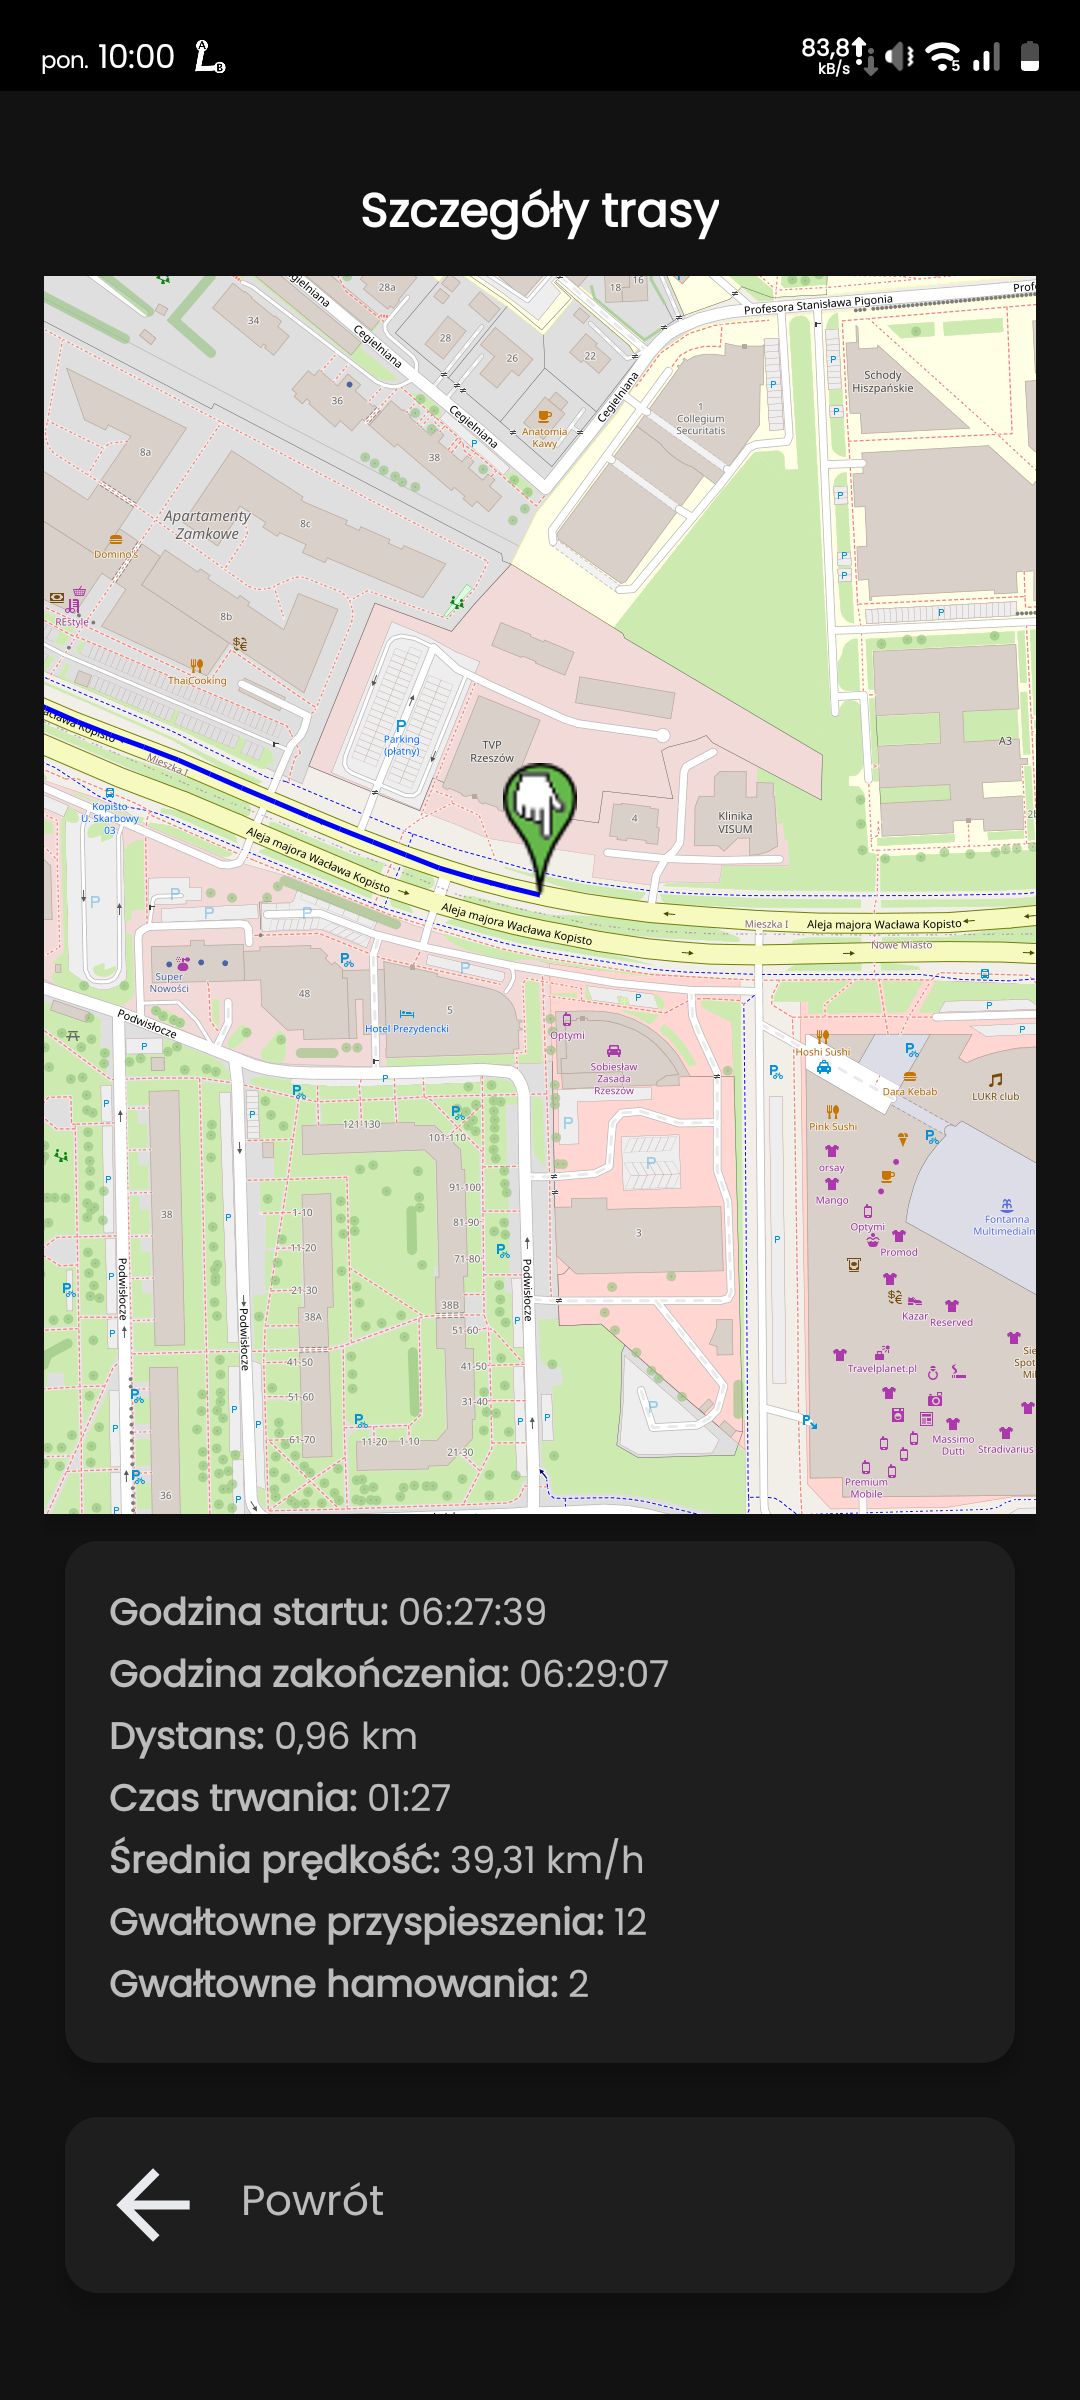 pon. 10:00
83,8
kB/s
5
Szczegóły trasy
Cegielniana
28a
18
16
Profesora Stanisława Pigonia
34
Cegielniana
28
26
22
Cegielniana
Schody
Hiszpańskie
36
Cegielniana
Anatomia
Kawy
1
Collegium
Securitatis
8a
38
P
Apartamenty
Zamkowe
8c
Domino's
REstyle
8b
ThaiCooking
P
Parking
(płatny)
TVP
Rzeszów
A3
Mieszka I
Kopisto
U. Skarbowy
03
4
Klinika
VISUM
Aleja majora Wacława Kopisto
Aleja majora Wacława Kopisto
Mieszka I
Aleja majora Wacława Kopisto
Nowe Miasto
Super
Nowości
48
5
Hotel Prezydencki
Podwisłocze
Optymi
Sobiesław
Zasada
Rzeszów
Hoshi Sushi
Dara Kebab
LUKR club
Pink Sushi
121-130
101-110
91-100
81-90
71-80
orsay
Mango
Optymi
Promod
Fontanna
Multimedialn
38
1-10
11-20
21-30
38A
38B
51-60
3
Kazar
Reserved
Podwisłocze
Podwisłocze
Podwisłocze
41-50
51-60
61-70
41-50
31-40
11-20
1-10
21-30
Travelplanet.pl
Sie
Spot
Mil
Massimo
Dutti
Stradivarius
36
Premium
Mobile
Godzina startu: 06:27:39
Godzina zakończenia: 06:29:07
Dystans: 0,96 km
Czas trwania: 01:27
Średnia prędkość: 39,31 km/h
Gwałtowne przyspieszenia: 12
Gwałtowne hamowania: 2
Powrót